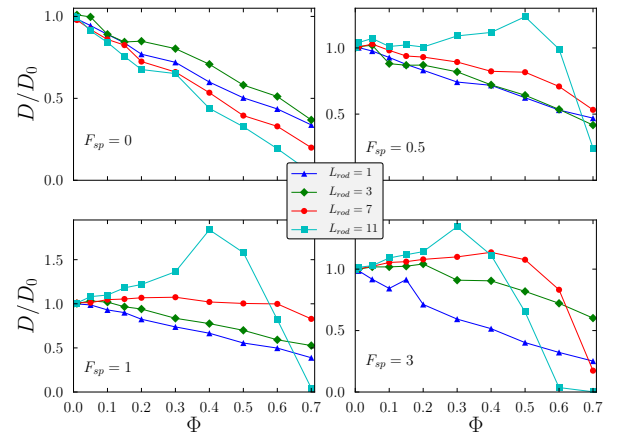 1.0
0.5
0.0
D/D₀
F_sp = 0
1.0
0.5
F_sp = 0.5
L_rod = 1
L_rod = 3
L_rod = 7
L_rod = 11
1.5
1.0
0.5
0.0
D/D₀
F_sp = 1
0.0 0.1 0.2 0.3 0.4 0.5 0.6 0.7
Φ
1.0
0.5
0.0
F_sp = 3
0.0 0.1 0.2 0.3 0.4 0.5 0.6 0.7
Φ